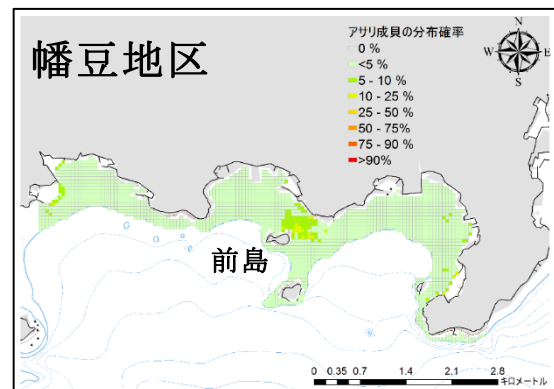 幡豆地区
アサリ成貝の分布確率
0 %
<5 %
5 - 10 %
10 - 25 %
25 - 50 %
50 - 75%
75 - 90 %
>90%
N
W
E
S
前島
0 0.35 0.7 1.4 2.1 2.8
キロメートル